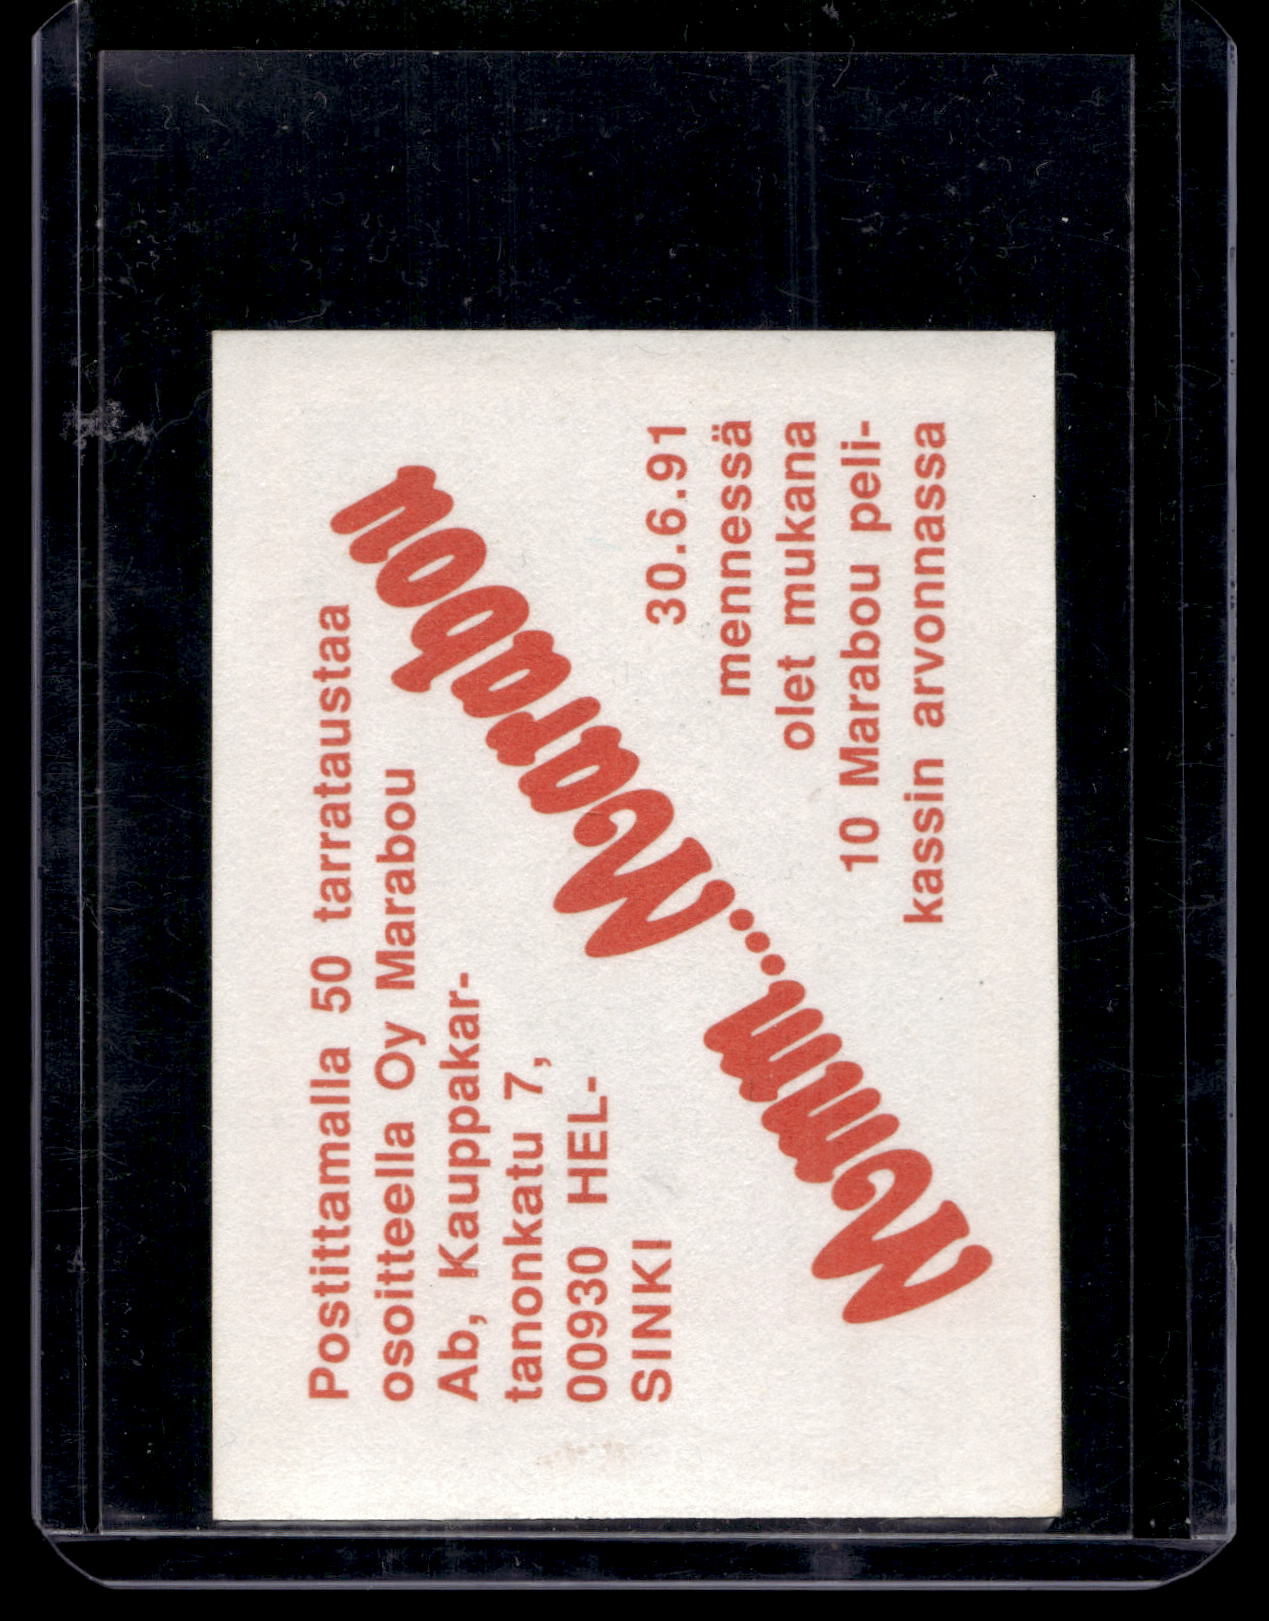 Postittamalla 50 tarrataustaa
osoitteella Oy Marabou
Ab, Kauppakar-
tanonkatu 7,
00930 HEL-
SINKI
Mmmm...Marabou
30.6.91
mennessä
olet mukana
10 Marabou peli-
kassin arvonnassa